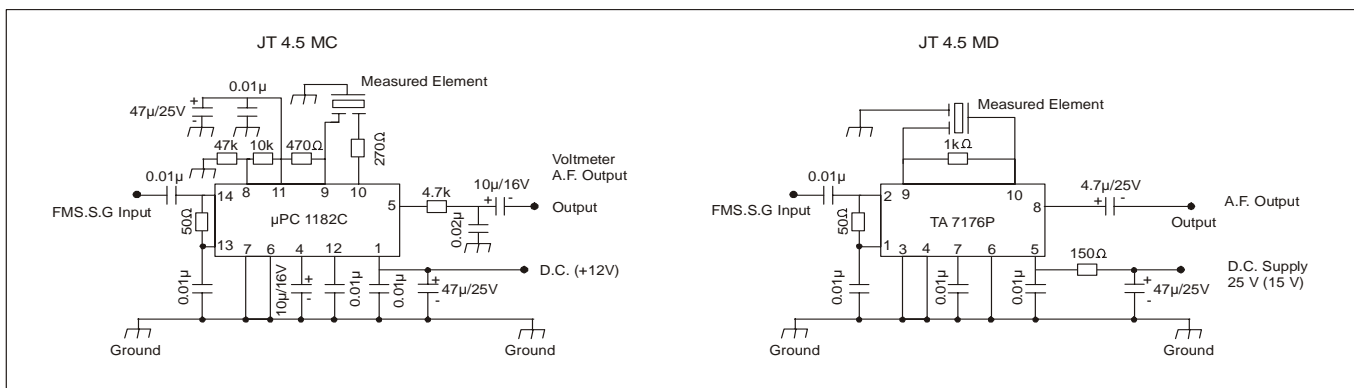 JT 4.5 MC
Measured Element
0.01μ
47μ/25V
+
-
47k
10k
470Ω
270Ω
0.01μ
FMS.S.G Input
50Ω
14
13
8
11
9
10
5
μPC 1182C
7
6
4
12
1
4.7k
10μ/16V
+
-
Voltmeter
A.F. Output
Output
0.02μ
D.C. (+12V)
0.01μ
10μ/16V
+
-
0.01μ
0.01μ
+
-
47μ/25V
Ground
Ground
JT 4.5 MD
Measured Element
1kΩ
0.01μ
FMS.S.G Input
50Ω
2
1
9
10
8
TA 7176P
3
4
7
6
5
4.7μ/25V
+
-
A.F. Output
Output
150Ω
D.C. Supply
25 V (15 V)
0.01μ
0.01μ
0.01μ
+
-
47μ/25V
Ground
Ground